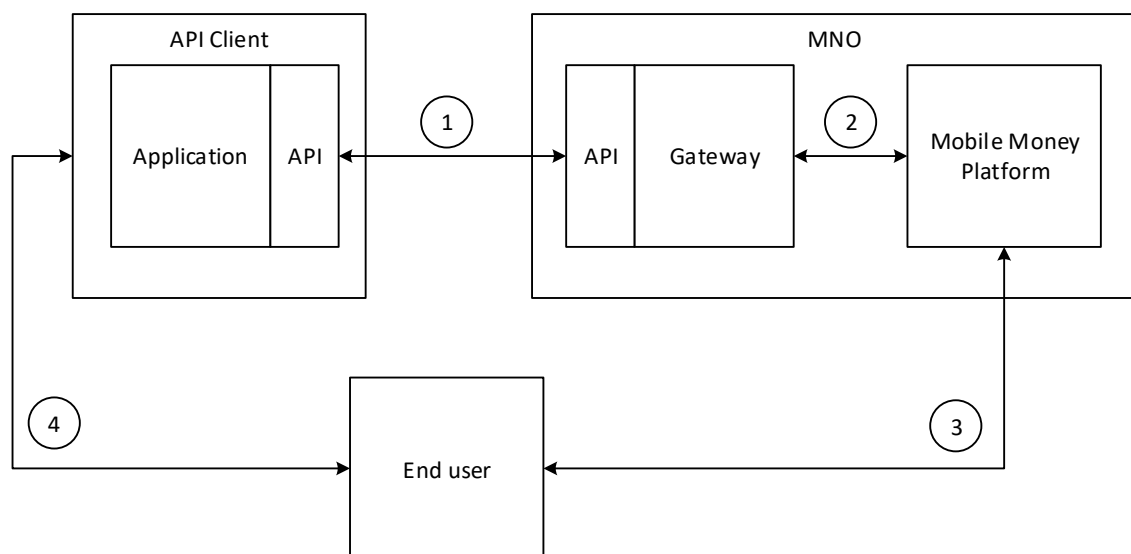 API Client
MNO
Application
API
1
API
Gateway
2
Mobile Money
Platform
4
3
End user